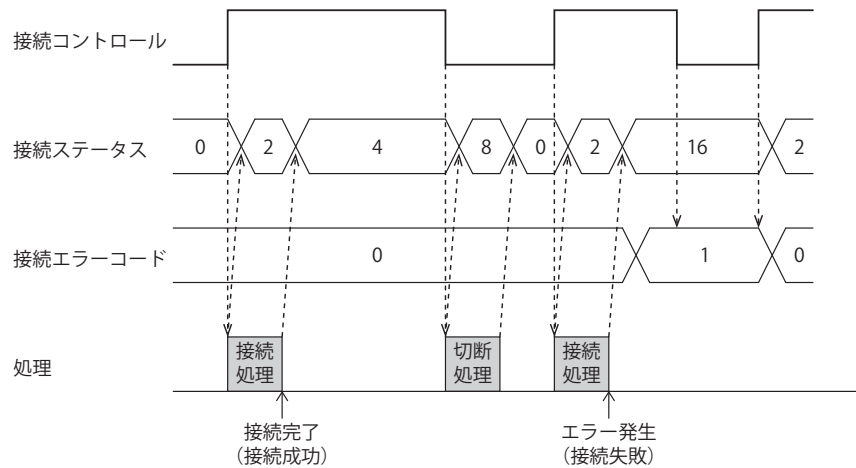 接続コントロール
接続ステータス
0 2 4 8 0 2 16 2
接続エラーコード
0 1 0
処理
接続
処理
切断
処理
接続
処理
接続完了
（接続成功）
エラー発生
（接続失敗）